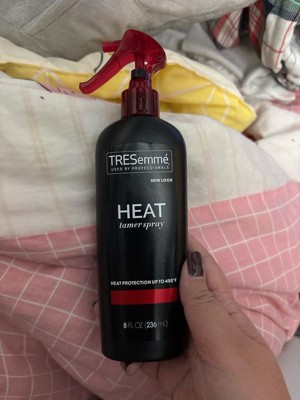 TRESemmé
USED BY PROFESSIONALS
NEW LOOK
HEAT
tamer spray
HEAT PROTECTION UP TO 450°F
8 FL OZ (236 mL)